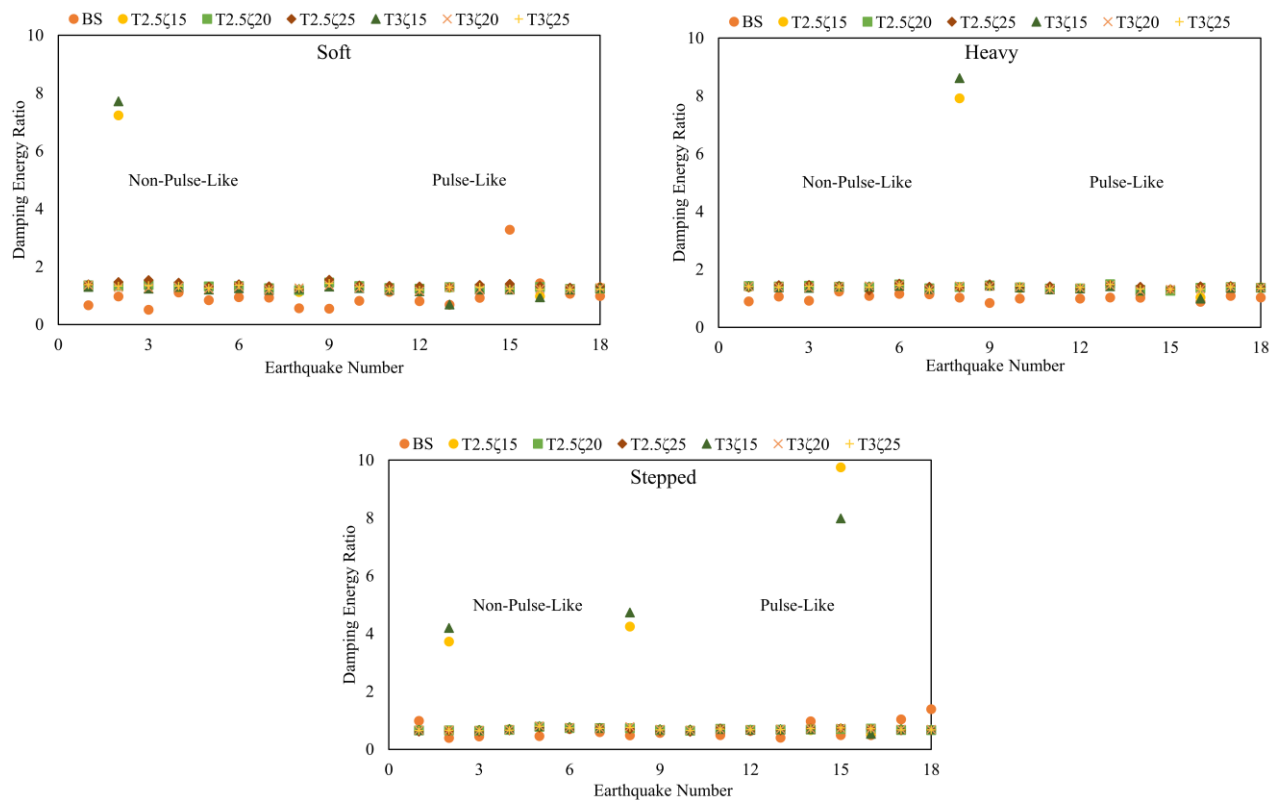 BS T2.5ζ15 T2.5ζ20 T2.5ζ25 T3ζ15 T3ζ20 T3ζ25
Soft
10
8
6
4
2
0
Damping Energy Ratio
Non-Pulse-Like Pulse-Like
0 3 6 9 12 15 18
Earthquake Number
BS T2.5ζ15 T2.5ζ20 T2.5ζ25 T3ζ15 T3ζ20 T3ζ25
Heavy
10
8
6
4
2
0
Damping Energy Ratio
Non-Pulse-Like Pulse-Like
0 3 6 9 12 15 18
Earthquake Number
BS T2.5ζ15 T2.5ζ20 T2.5ζ25 T3ζ15 T3ζ20 T3ζ25
Stepped
10
8
6
4
2
0
Damping Energy Ratio
Non-Pulse-Like Pulse-Like
0 3 6 9 12 15 18
Earthquake Number